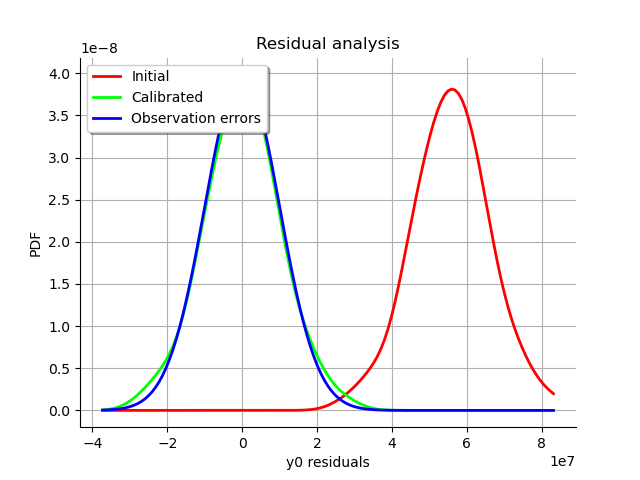 Residual analysis
1e−8
Initial
Calibrated
Observation errors
4.0
3.5
3.0
2.5
2.0
1.5
1.0
0.5
0.0
PDF
−4 −2 0 2 4 6 8
y0 residuals
1e7